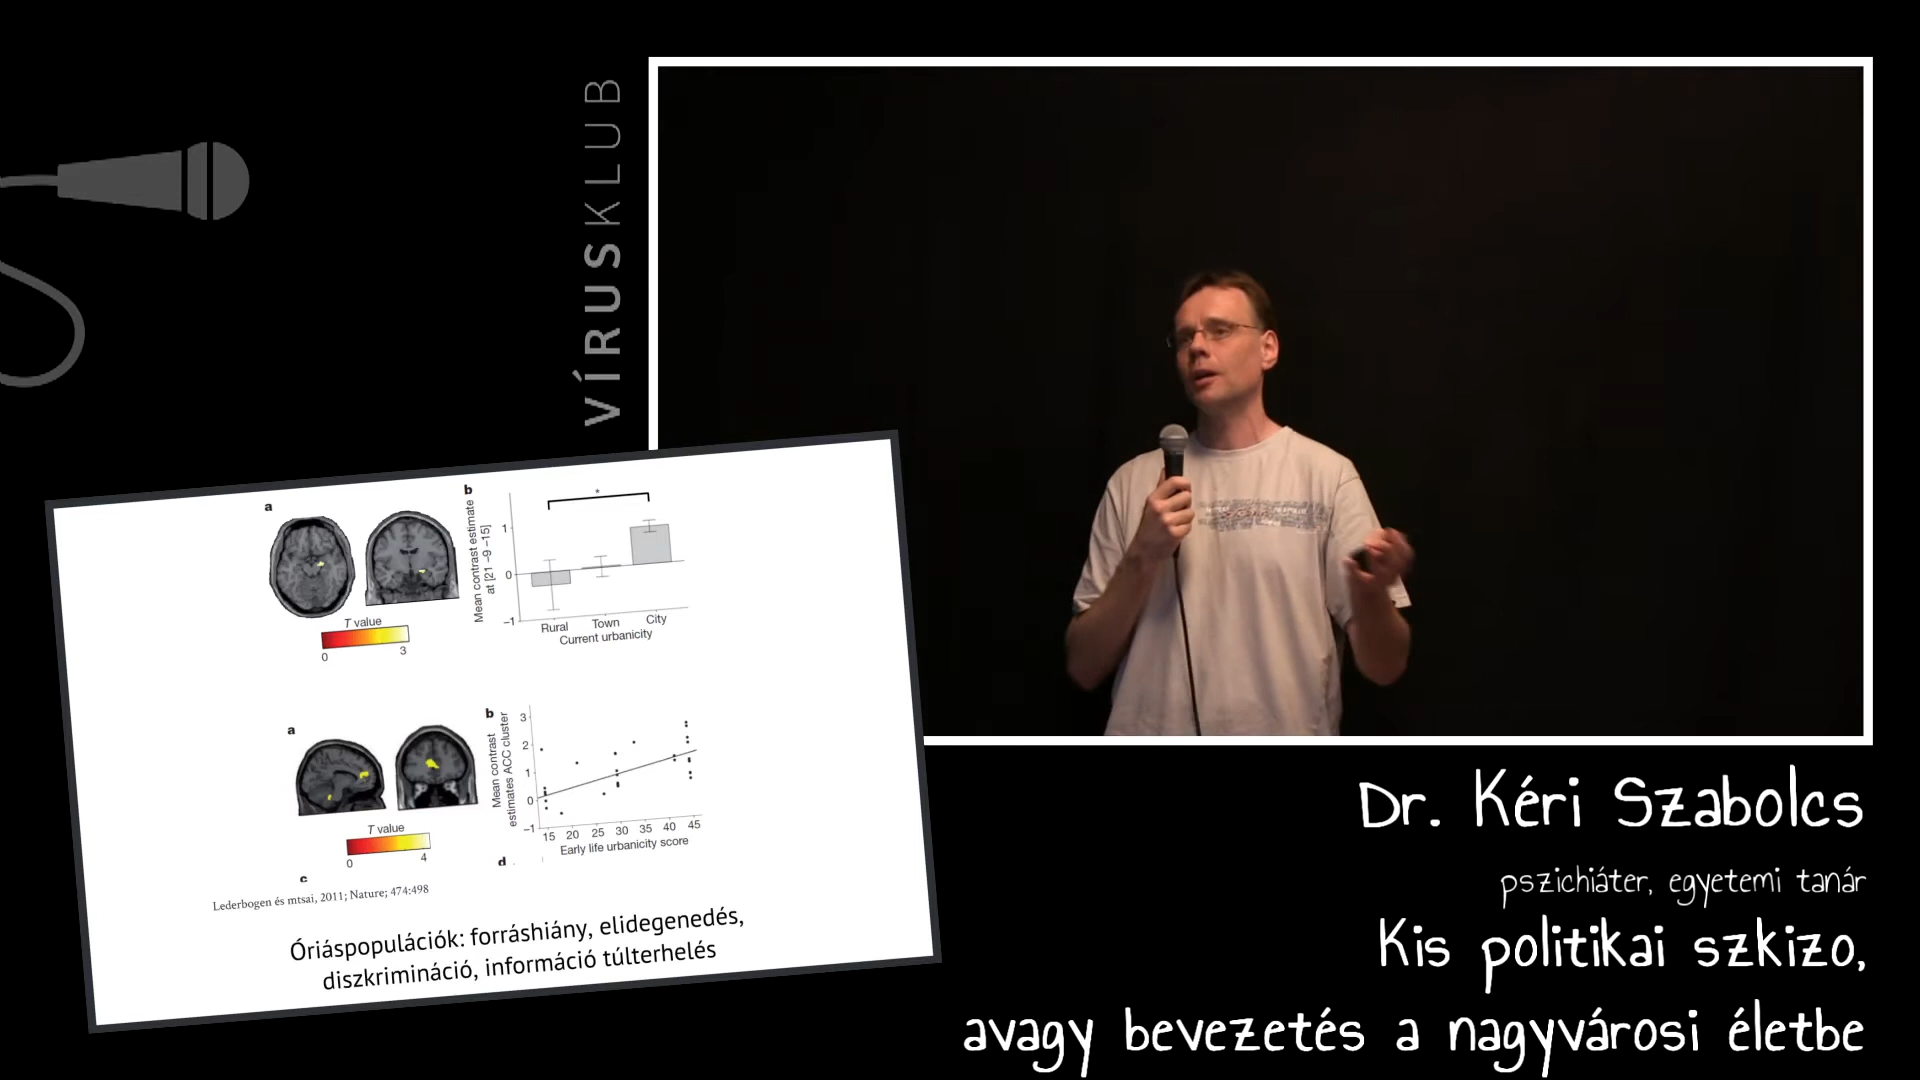 VÍRUSKLUB
a
b
Mean contrast estimate
at [21 –9 –15]
*
1
0
–1
Rural Town City
Current urbanicity
T value
0 3
a
b
Mean contrast
estimates ACC cluster
3
2
1
0
–1
15 20 25 30 35 40 45
Early life urbanicity score
T value
0 4
c
d
Lederbogen és mtsai, 2011; Nature; 474:498
Óriáspopulációk: forráshiány, elidegenedés,
diszkrimináció, információ túlterhelés
Dr. Kéri Szabolcs
pszichiáter, egyetemi tanár
Kis politikai szkizo,
avagy bevezetés a nagyvárosi életbe